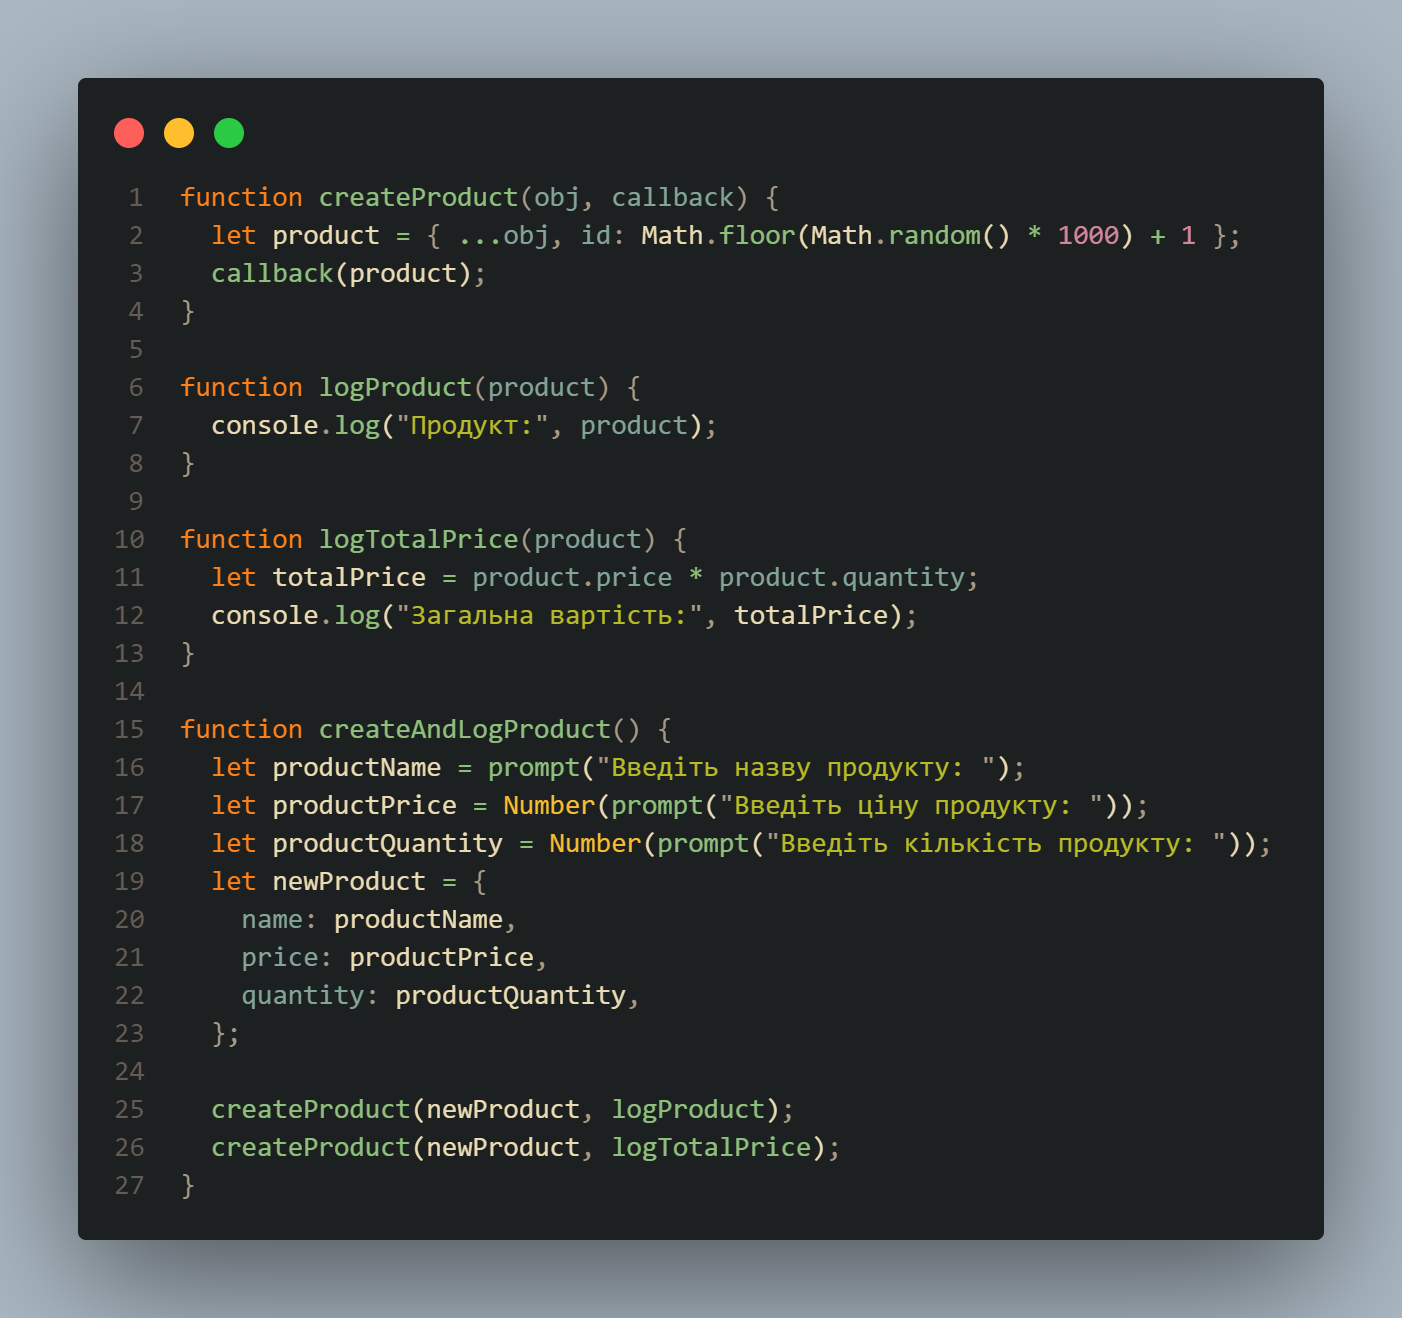 1 function createProduct(obj, callback) {
2   let product = { ...obj, id: Math.floor(Math.random() * 1000) + 1 };
3   callback(product);
4 }
5
6 function logProduct(product) {
7   console.log("Продукт:", product);
8 }
9
10 function logTotalPrice(product) {
11   let totalPrice = product.price * product.quantity;
12   console.log("Загальна вартість:", totalPrice);
13 }
14
15 function createAndLogProduct() {
16   let productName = prompt("Введіть назву продукту: ");
17   let productPrice = Number(prompt("Введіть ціну продукту: "));
18   let productQuantity = Number(prompt("Введіть кількість продукту: "));
19   let newProduct = {
20     name: productName,
21     price: productPrice,
22     quantity: productQuantity,
23   };
24
25   createProduct(newProduct, logProduct);
26   createProduct(newProduct, logTotalPrice);
27 }